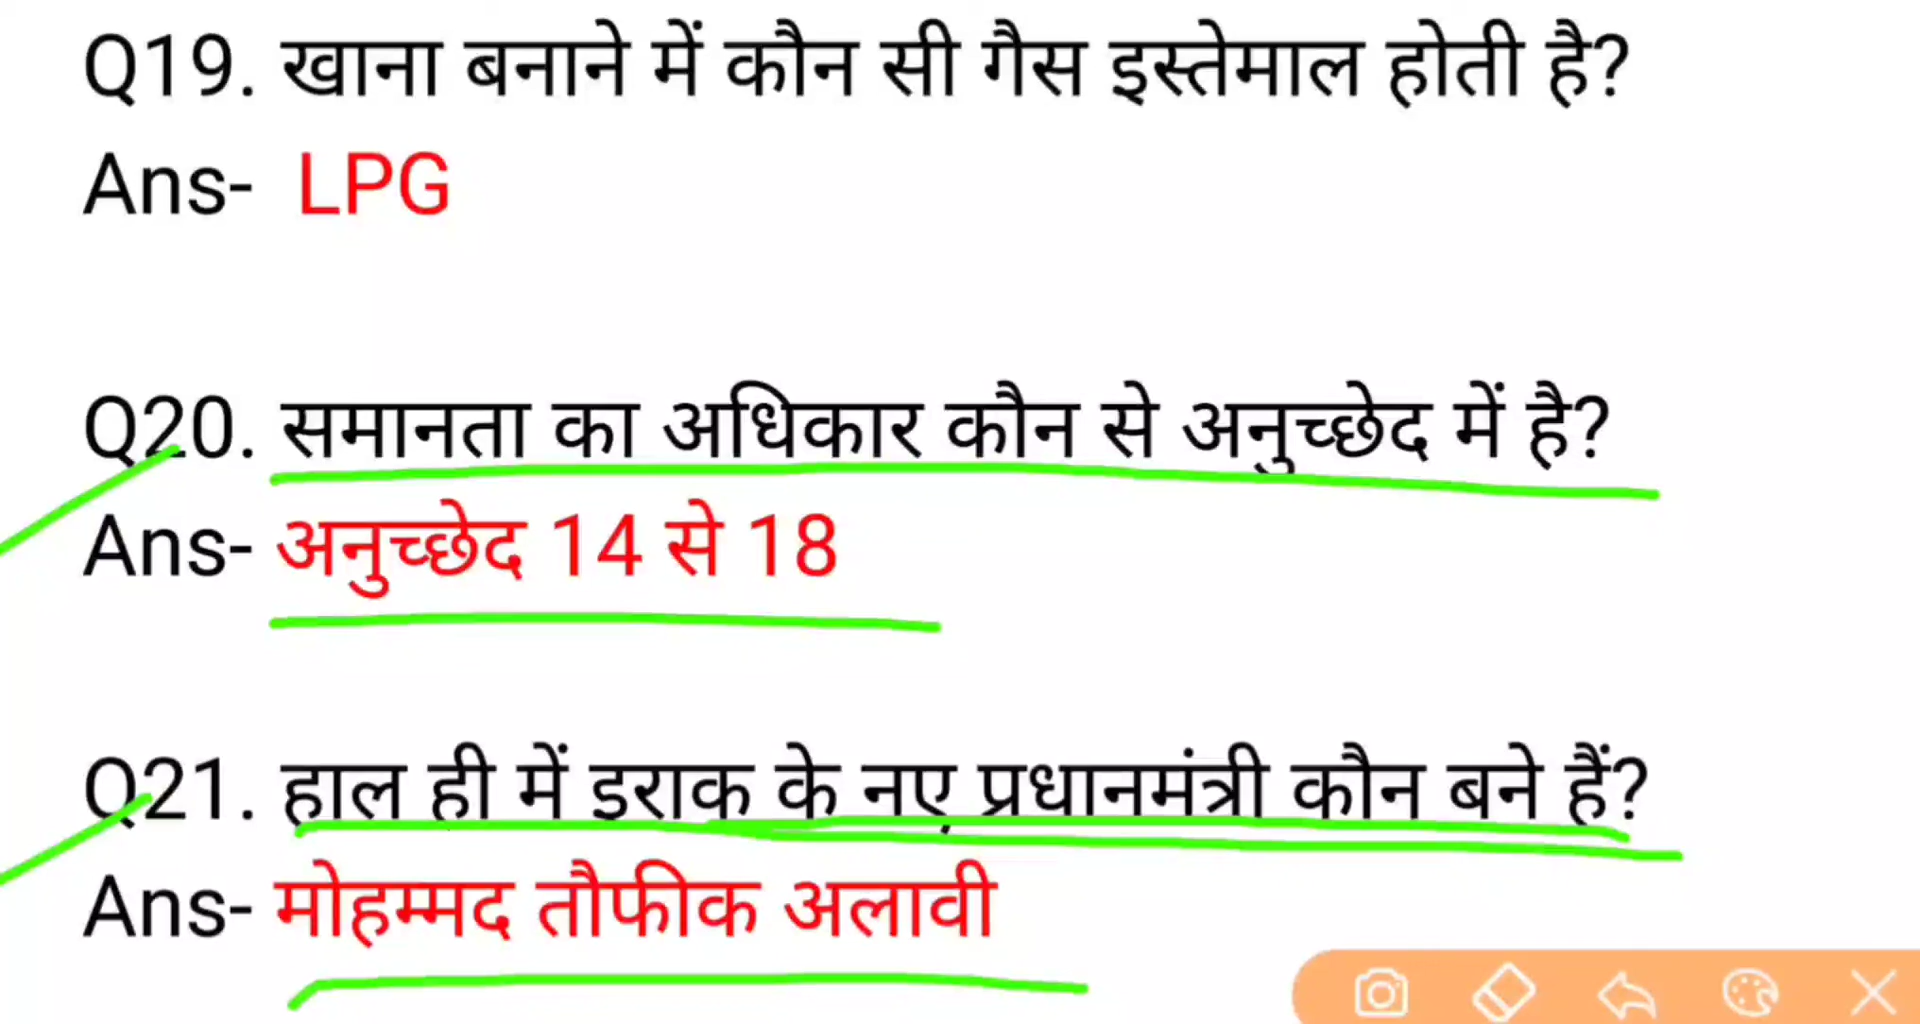 Q19. खाना बनाने में कौन सी गैस इस्तेमाल होती है?
Ans- LPG
Q20. समानता का अधिकार कौन से अनुच्छेद में है?
Ans- अनुच्छेद 14 से 18
Q21. हाल ही में इराक के नए प्रधानमंत्री कौन बने हैं?
Ans- मोहम्मद तौफीक अलावी